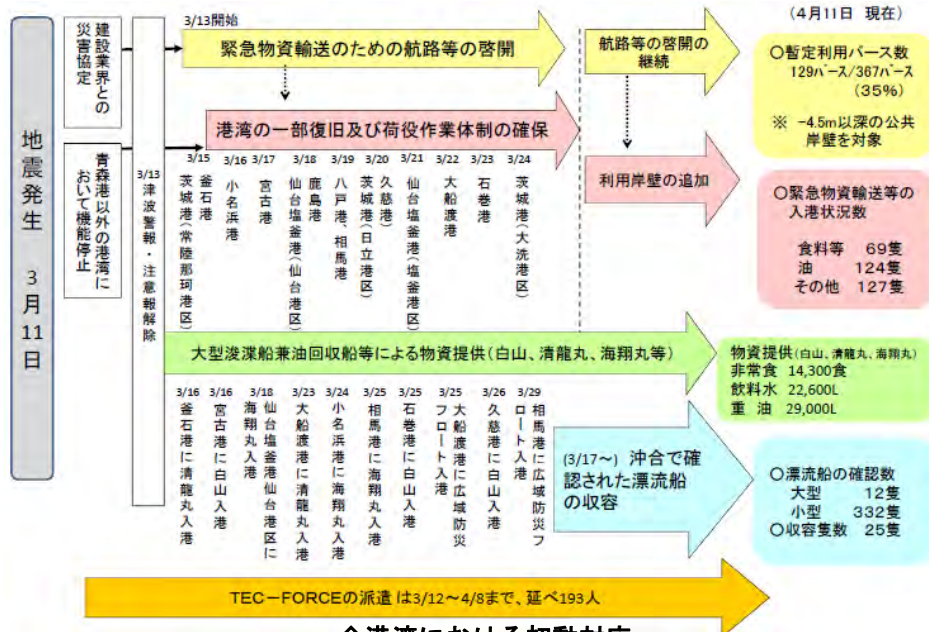 地震発生　3月11日
建設業界との
災害協定
青森港以外の港湾に
おいて機能停止
3/13
津波警報・注意報解除
3/13開始
緊急物資輸送のための航路等の啓開
航路等の啓開の
継続
港湾の一部復旧及び荷役作業体制の確保
利用岸壁の追加
3/15
茨城港(常陸那珂港区)
釜石港
3/16
小名浜港
3/17
宮古港
3/18
仙台塩釜港(仙台港区)
鹿島港
3/19
八戸港、相馬港
3/20
茨城港(日立港区)
久慈港
3/21
仙台塩釜港(塩釜港区)
3/22
大船渡港
3/23
石巻港
3/24
茨城港(大洗港区)
大型浚渫船兼油回収船等による物資提供(白山、清龍丸、海翔丸等)
3/16
釜石港に清龍丸入港
3/16
宮古港に白山入港
3/18
仙台塩釜港仙台港区に
海翔丸入港
3/23
大船渡港に清龍丸入港
3/24
小名浜港に海翔丸入港
3/25
相馬港に海翔丸入港
3/25
石巻港に白山入港
3/25
大船渡港に広域防災
フロート入港
3/26
久慈港に白山入港
3/29
相馬港に広域防災フ
ロート入港
(3/17～) 沖合で確
認された漂流船
の収容
TEC－FORCEの派遣 は3/12～4/8まで、延べ193人
(4月11日　現在)
○暫定利用バース数
129バース/367バース
(35%)
※ -4.5m以深の公共
岸壁を対象
○緊急物資輸送等の
入港状況数
食料等　69隻
油　124隻
その他　127隻
物資提供(白山、清龍丸、海翔丸)
非常食 14,300食
飲料水 22,600L
重　油 29,000L
○漂流船の確認数
大型　12隻
小型　332隻
○収容隻数　25隻